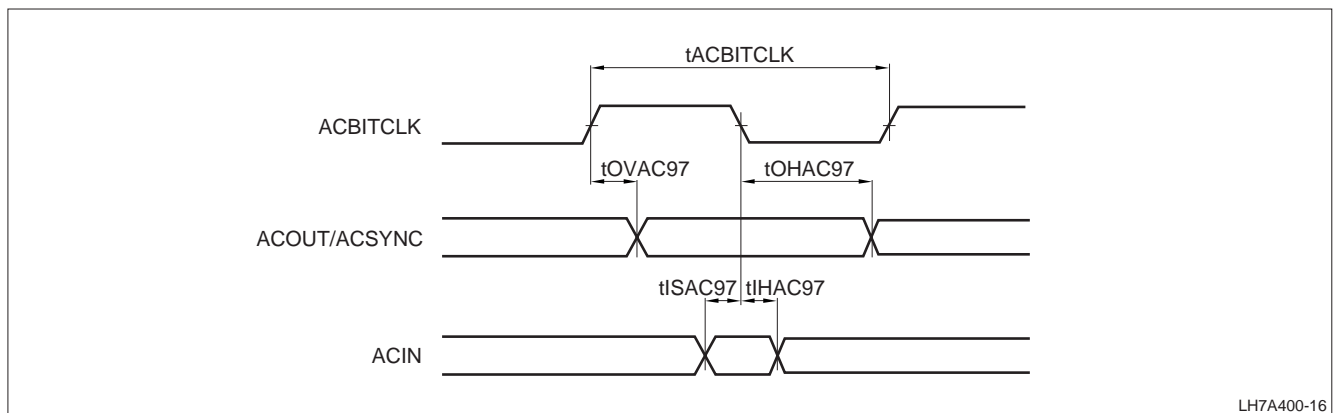 tACBITCLK
ACBITCLK
tOVAC97 tOHAC97
ACOUT/ACSYNC
tISAC97 tIHAC97
ACIN
LH7A400-16